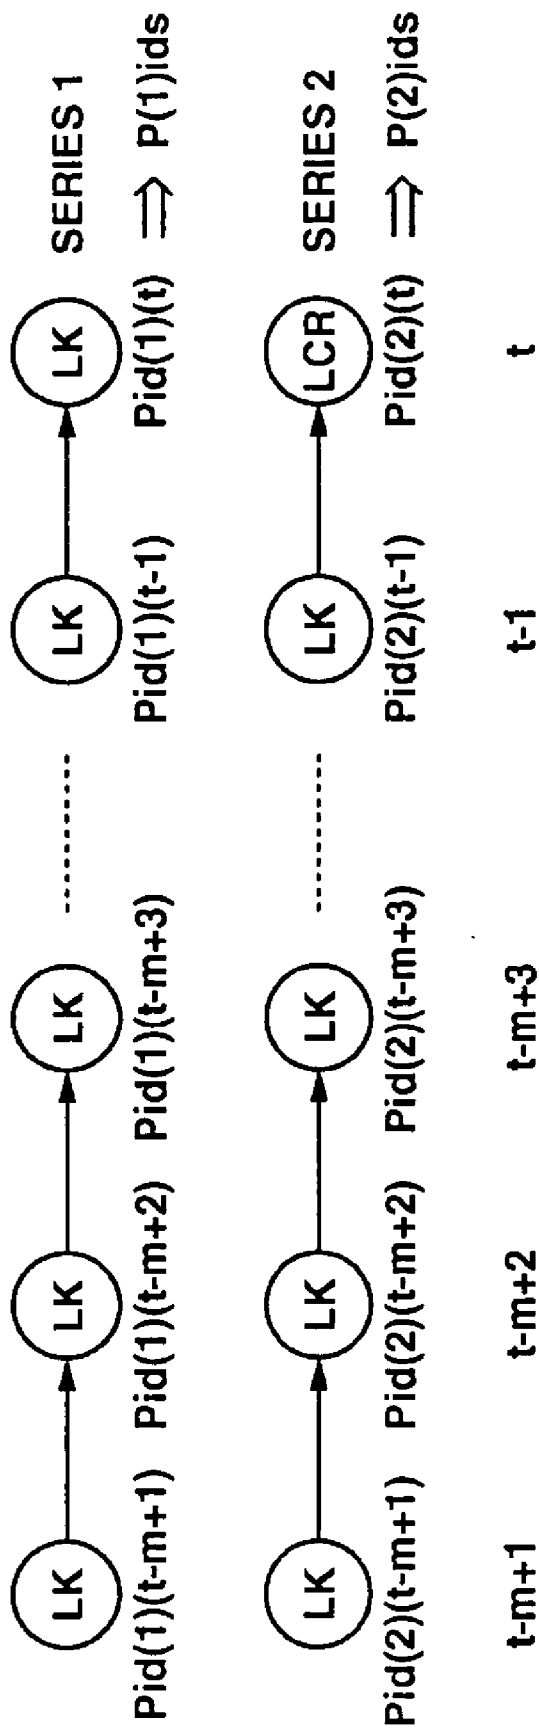 LK LK LK LK LK SERIES 1
Pid(1)(t-m+1) Pid(1)(t-m+2) Pid(1)(t-m+3) Pid(1)(t-1) Pid(1)(t) ⇒ P(1)ids
LK LK LK LK LCR SERIES 2
Pid(2)(t-m+1) Pid(2)(t-m+2) Pid(2)(t-m+3) Pid(2)(t-1) Pid(2)(t) ⇒ P(2)ids
t-m+1 t-m+2 t-m+3 t-1 t